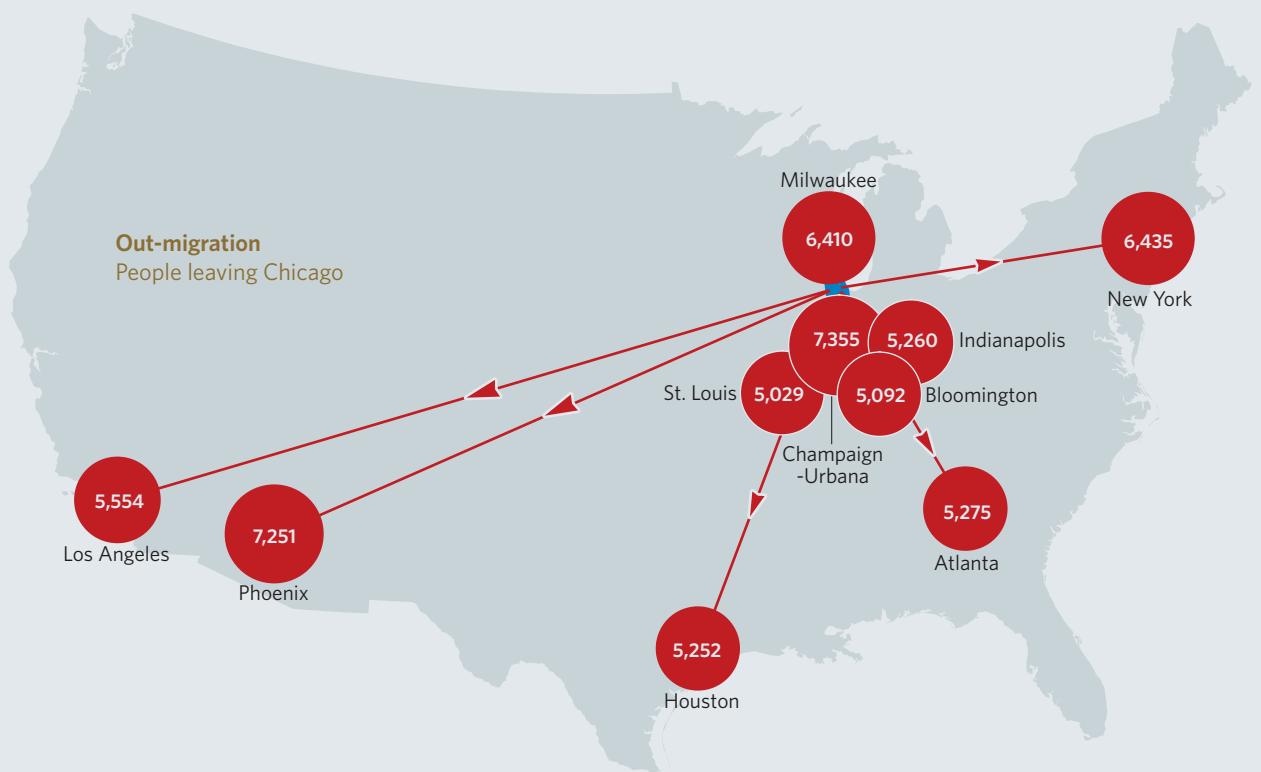 Out-migration
People leaving Chicago
Milwaukee
6,410
6,435
New York
7,355
5,260
Indianapolis
St. Louis
5,029
5,092
Bloomington
Champaign
-Urbana
5,554
Los Angeles
7,251
Phoenix
5,275
Atlanta
5,252
Houston